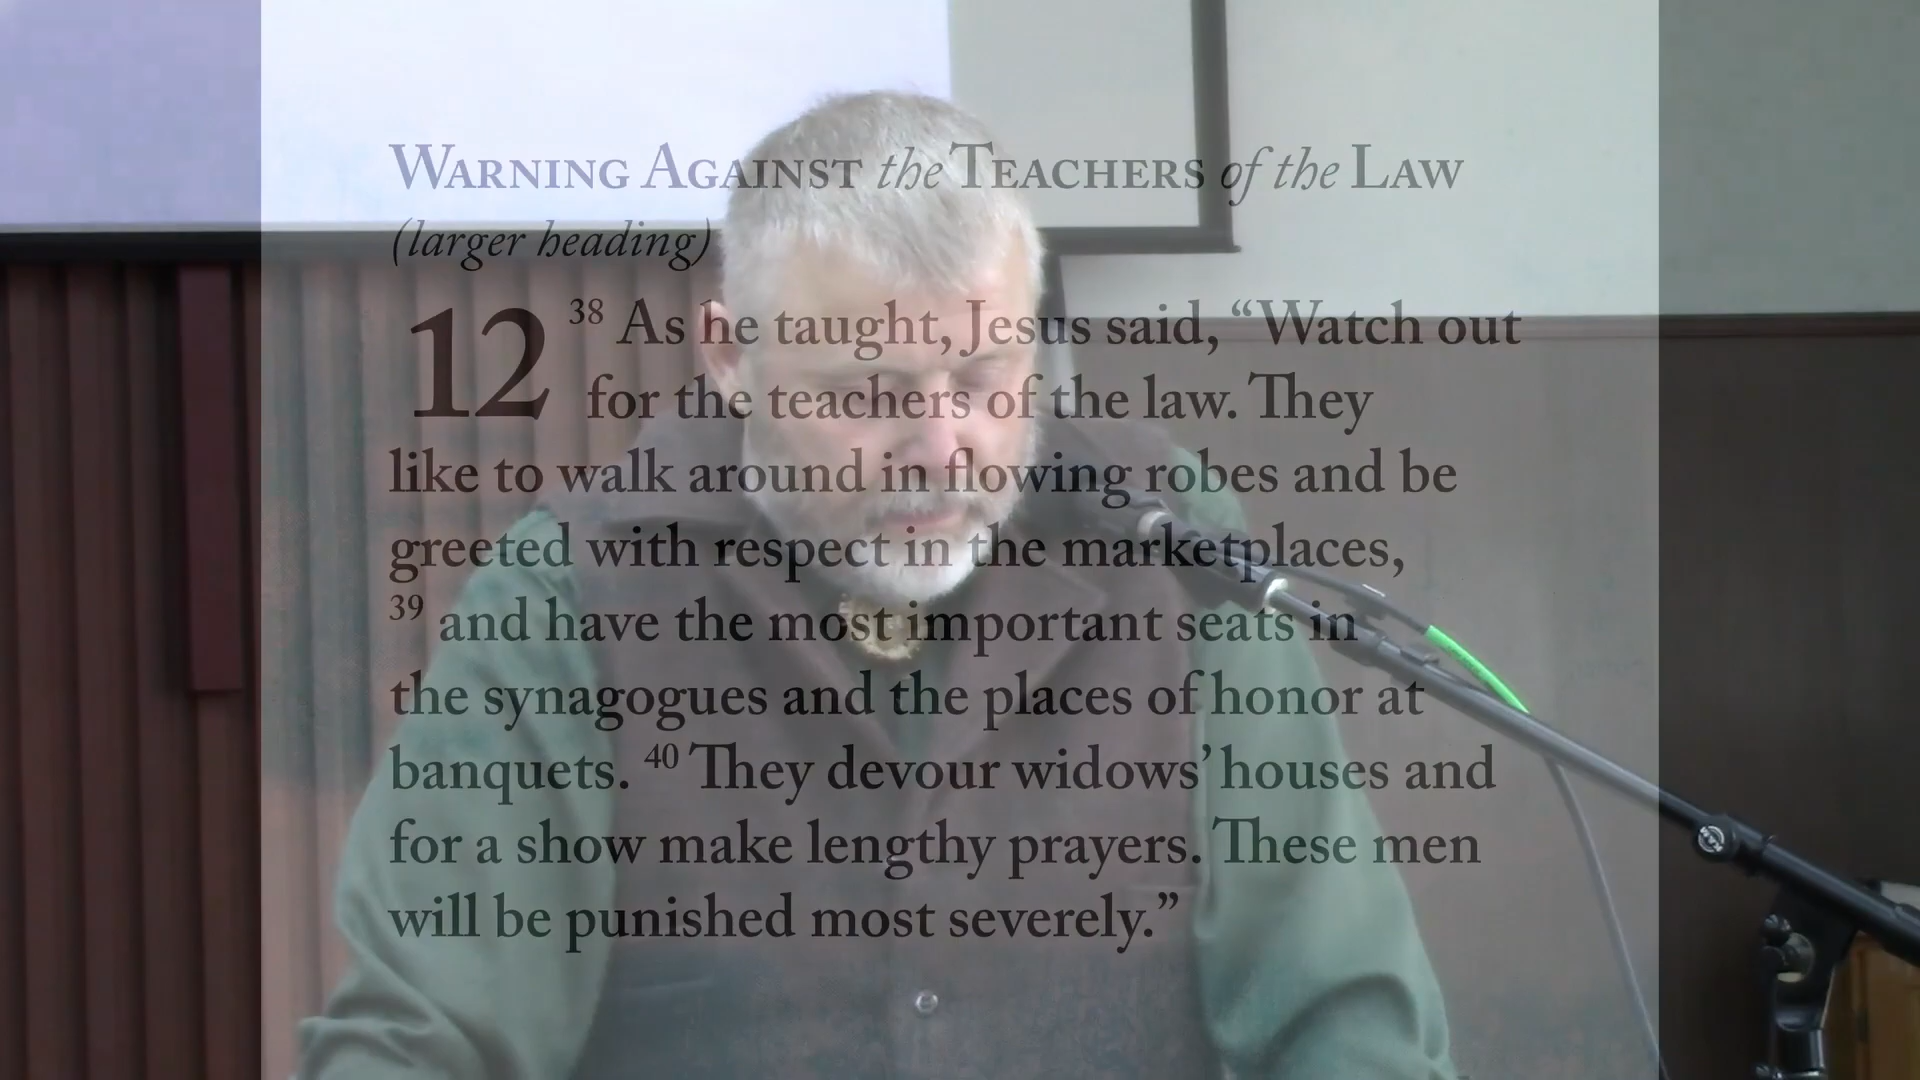 WARNING AGAINST the TEACHERS of the LAW
(larger heading)
12 38 As he taught, Jesus said, “Watch out
for the teachers of the law. They
like to walk around in flowing robes and be
greeted with respect in the marketplaces,
39 and have the most important seats in
the synagogues and the places of honor at
banquets. 40 They devour widows’ houses and
for a show make lengthy prayers. These men
will be punished most severely.”